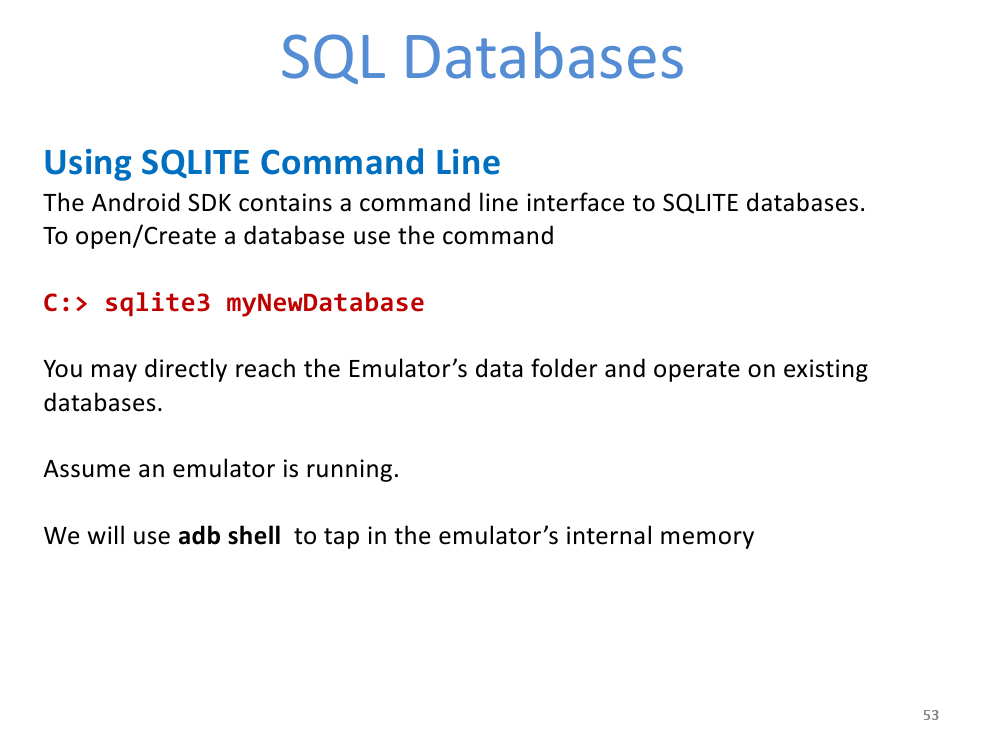 SQL Databases
Using SQLITE Command Line
The Android SDK contains a command line interface to SQLITE databases.
To open/Create a database use the command
C:> sqlite3 myNewDatabase
You may directly reach the Emulator’s data folder and operate on existing
databases.
Assume an emulator is running.
We will use adb shell  to tap in the emulator’s internal memory
53